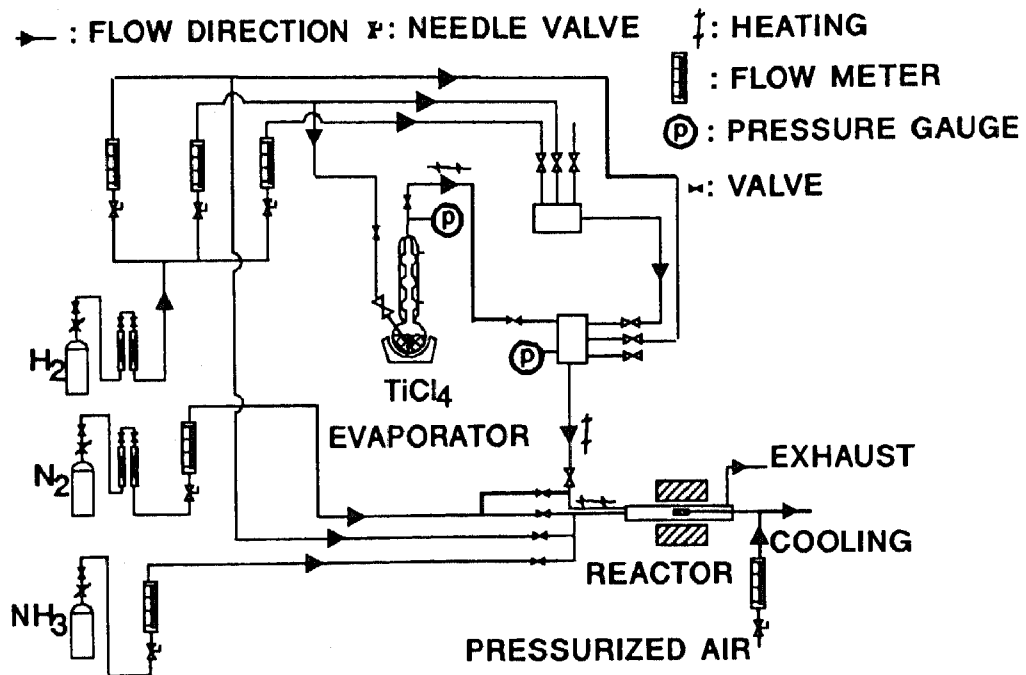 : FLOW DIRECTION : NEEDLE VALVE : HEATING
: FLOW METER
P : PRESSURE GAUGE
: VALVE
P
H2
P
TiCl4
EVAPORATOR
N2
EXHAUST
COOLING
REACTOR
NH3
PRESSURIZED AIR